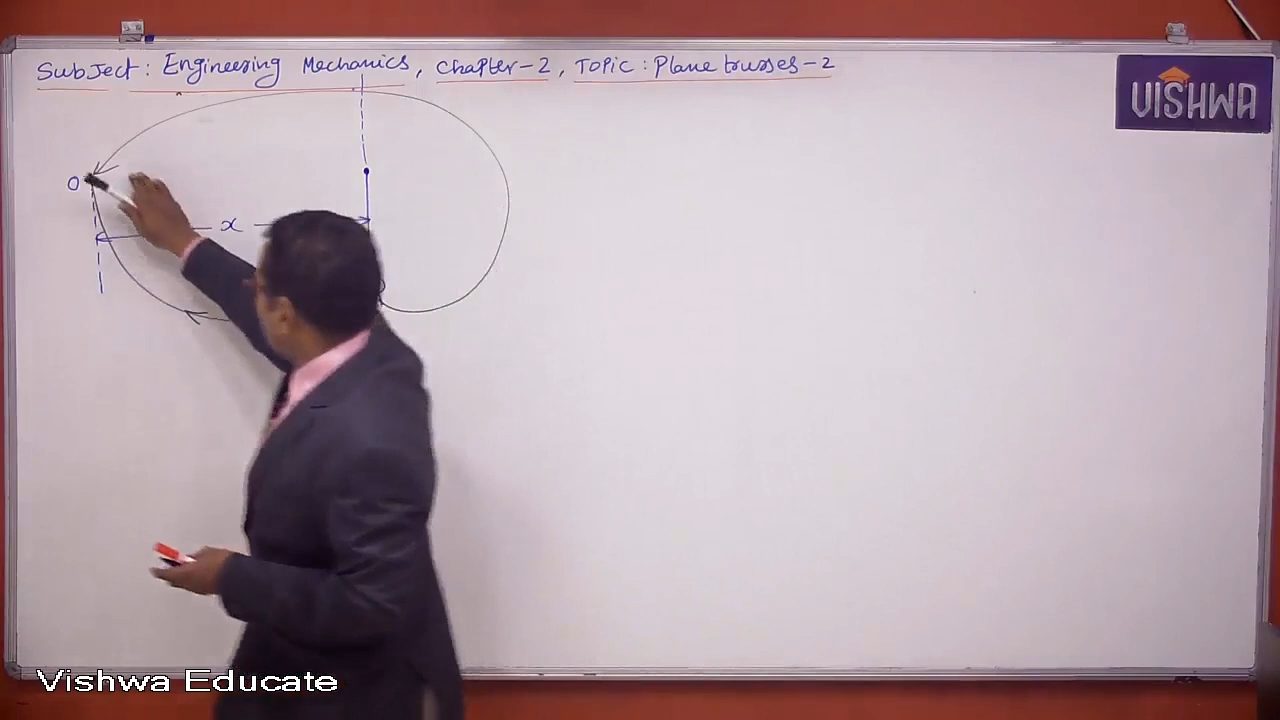 Subject: Engineering Mechanics, Chapter-2, Topic: Plane trusses-2
VISHWA
O
x
Vishwa Educate